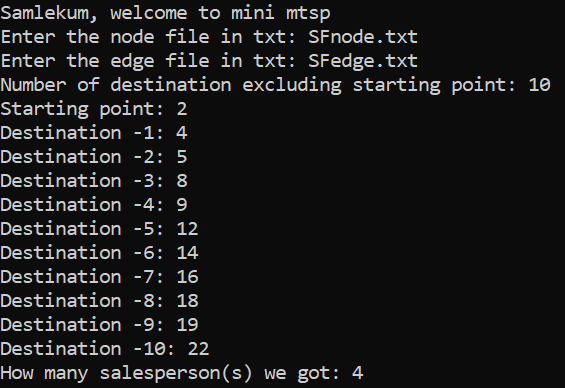 Samlekum, welcome to mini mtsp
Enter the node file in txt: SFnode.txt
Enter the edge file in txt: SFedge.txt
Number of destination excluding starting point: 10
Starting point: 2
Destination -1: 4
Destination -2: 5
Destination -3: 8
Destination -4: 9
Destination -5: 12
Destination -6: 14
Destination -7: 16
Destination -8: 18
Destination -9: 19
Destination -10: 22
How many salesperson(s) we got: 4